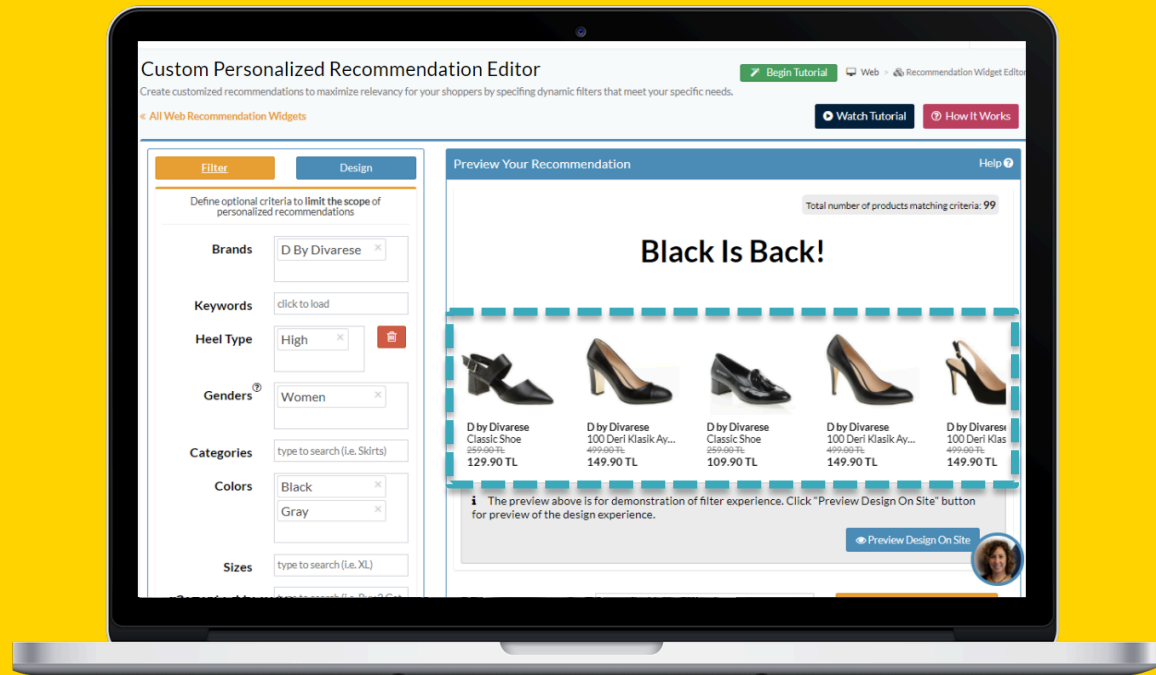 Custom Personalized Recommendation Editor
Begin Tutorial
Web > Recommendation Widget Editor
Create customized recommendations to maximize relevancy for your shoppers by specifing dynamic filters that meet your specific needs.
« All Web Recommendation Widgets
Watch Tutorial
How It Works
Filter
Design
Define optional criteria to limit the scope of
personalized recommendations
Brands
D By Divarese ×
Keywords
click to load
Heel Type
High ×
Genders
Women ×
Categories
type to search (i.e. Skirts)
Colors
Black ×
Gray ×
Sizes
type to search (i.e. XL)
Preview Your Recommendation
Help
Total number of products matching criteria: 99
Black Is Back!
D by Divarese
Classic Shoe
259.00 TL
129.90 TL
D by Divarese
100 Deri Klasik Ay...
499.00 TL
149.90 TL
D by Divarese
Classic Shoe
259.00 TL
109.90 TL
D by Divarese
100 Deri Klasik Ay...
499.00 TL
149.90 TL
D by Divarese
100 Deri Klas
499.00 TL
149.90 TL
The preview above is for demonstration of filter experience. Click "Preview Design On Site" button
for preview of the design experience.
Preview Design On Site